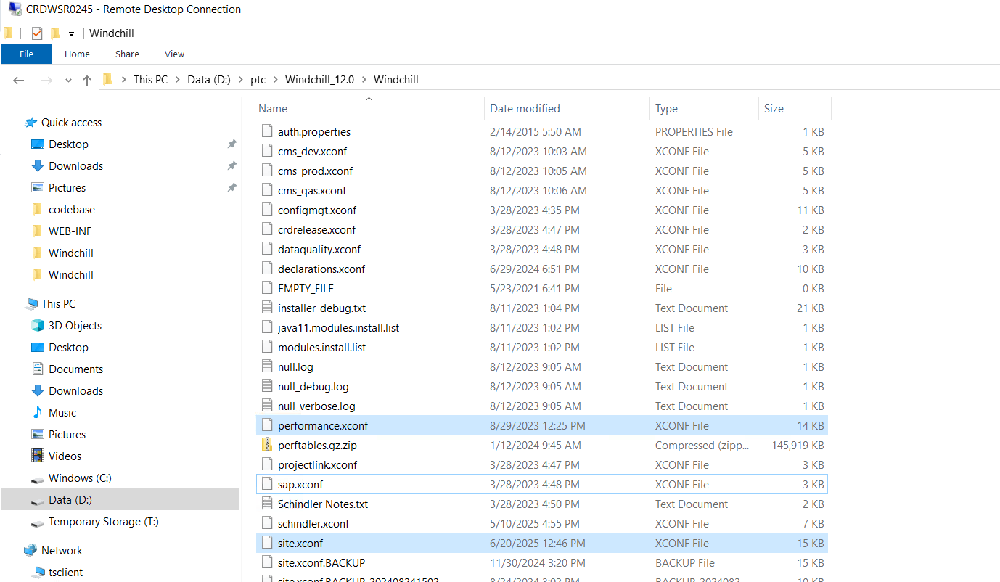 CRDWSR0245 - Remote Desktop Connection
Windchill
File Home Share View
This PC > Data (D:) > ptc > Windchill_12.0 > Windchill
Quick access
Desktop
Downloads
Pictures
codebase
WEB-INF
Windchill
Windchill
This PC
3D Objects
Desktop
Documents
Downloads
Music
Pictures
Videos
Windows (C:)
Data (D:)
Temporary Storage (T:)
Network
tsclient
Name Date modified Type Size
auth.properties 2/14/2015 5:50 AM PROPERTIES File 1 KB
cms_dev.xconf 8/12/2023 10:03 AM XCONF File 5 KB
cms_prod.xconf 8/12/2023 10:05 AM XCONF File 5 KB
cms_qas.xconf 8/12/2023 10:06 AM XCONF File 5 KB
configmgt.xconf 3/28/2023 4:35 PM XCONF File 11 KB
crdrelease.xconf 3/28/2023 4:47 PM XCONF File 2 KB
dataquality.xconf 3/28/2023 4:48 PM XCONF File 3 KB
declarations.xconf 6/29/2024 6:51 PM XCONF File 10 KB
EMPTY_FILE 5/23/2021 6:41 PM File 0 KB
installer_debug.txt 8/11/2023 1:04 PM Text Document 21 KB
java11.modules.install.list 8/11/2023 1:02 PM LIST File 1 KB
modules.install.list 8/11/2023 1:02 PM LIST File 1 KB
null.log 8/12/2023 9:05 AM Text Document 1 KB
null_debug.log 8/12/2023 9:05 AM Text Document 1 KB
null_verbose.log 8/12/2023 9:05 AM Text Document 1 KB
performance.xconf 8/29/2023 12:25 PM XCONF File 14 KB
perftables.gz.zip 1/12/2024 9:45 AM Compressed (zipp... 145,919 KB
projectlink.xconf 3/28/2023 4:47 PM XCONF File 3 KB
sap.xconf 3/28/2023 4:48 PM XCONF File 3 KB
Schindler Notes.txt 3/28/2023 4:50 PM Text Document 2 KB
schindler.xconf 5/10/2025 4:55 PM XCONF File 7 KB
site.xconf 6/20/2025 12:46 PM XCONF File 15 KB
site.xconf.BACKUP 11/30/2024 3:20 PM BACKUP File 15 KB
site.xconf.BACKUP_202408241502 8/24/2024 3:02 PM BACKUP_202408... 10 KB